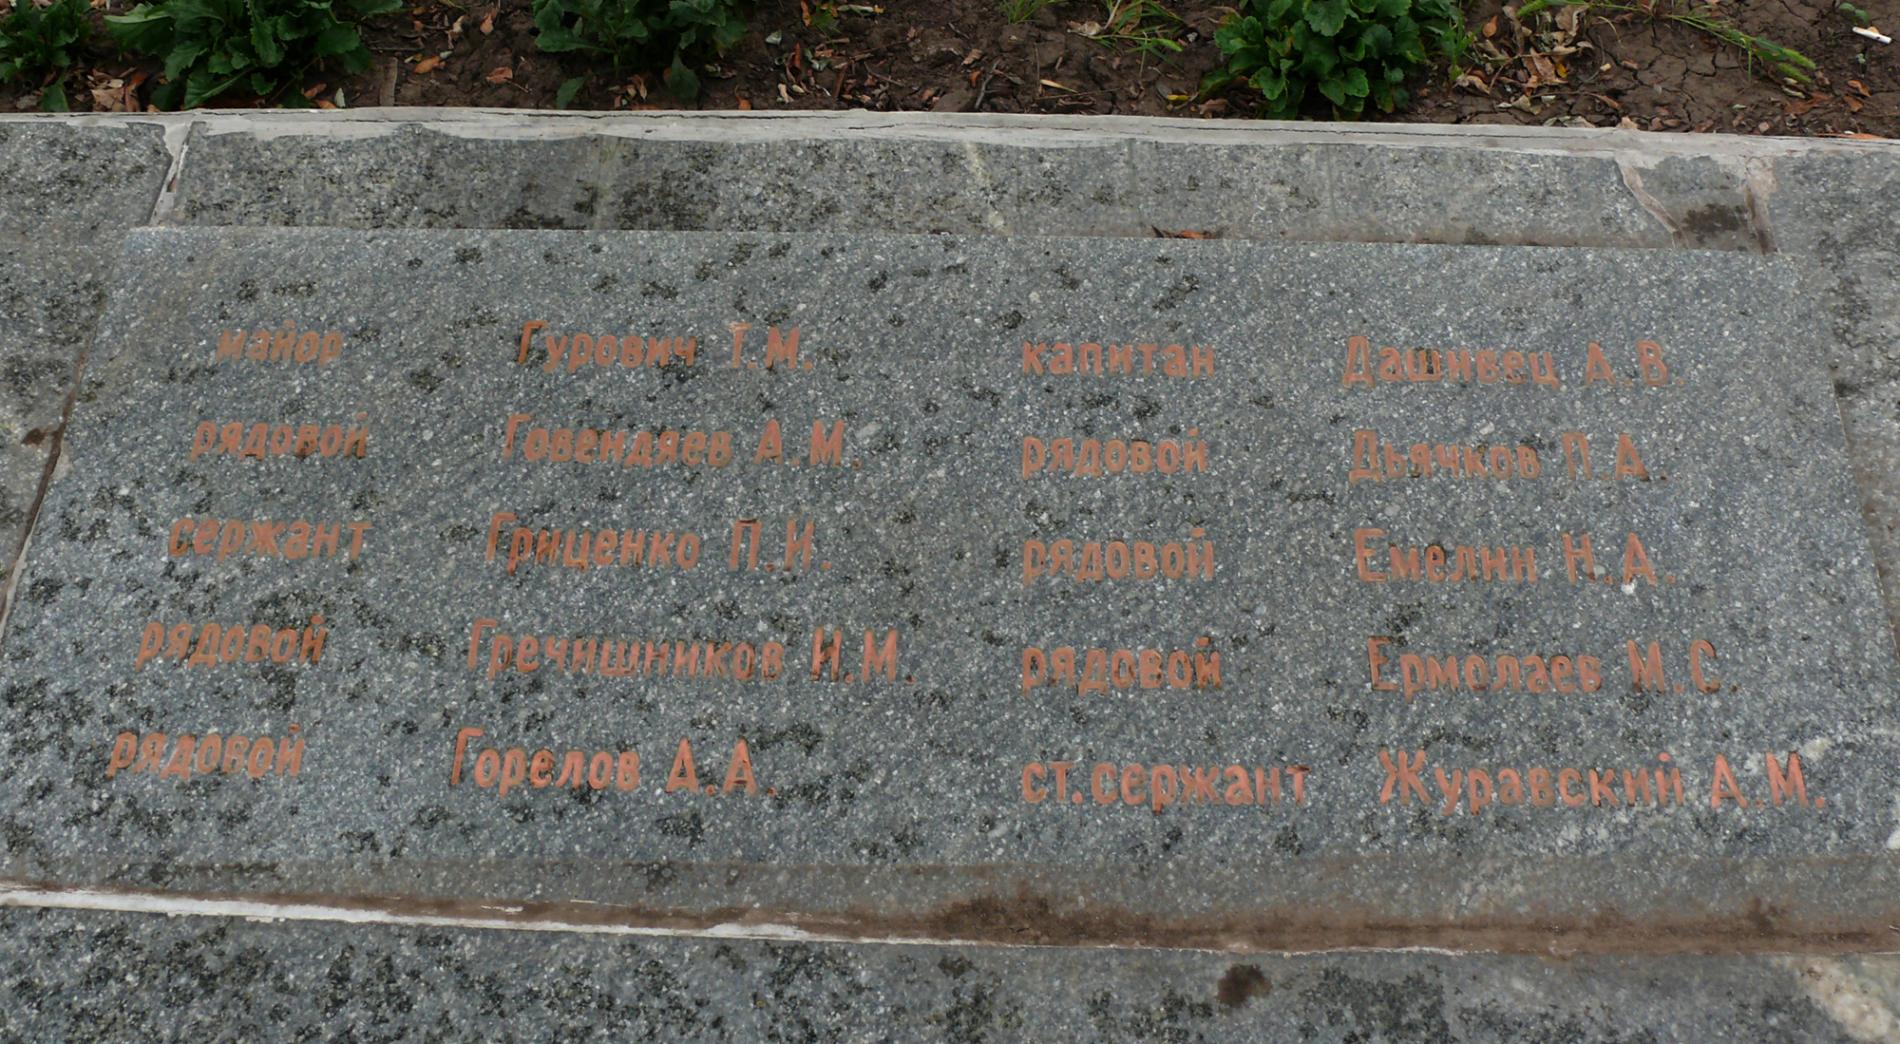 майор Гурович Т.М. капитан Дашивец А.В.
рядовой Говендяев А.М. рядовой Дьячков П.А.
сержант Гриценко П.И. рядовой Емелин Н.А.
рядовой Гречишников И.М. рядовой Ермолаев М.С.
рядовой Горелов А.А. ст.сержант Журавский А.М.